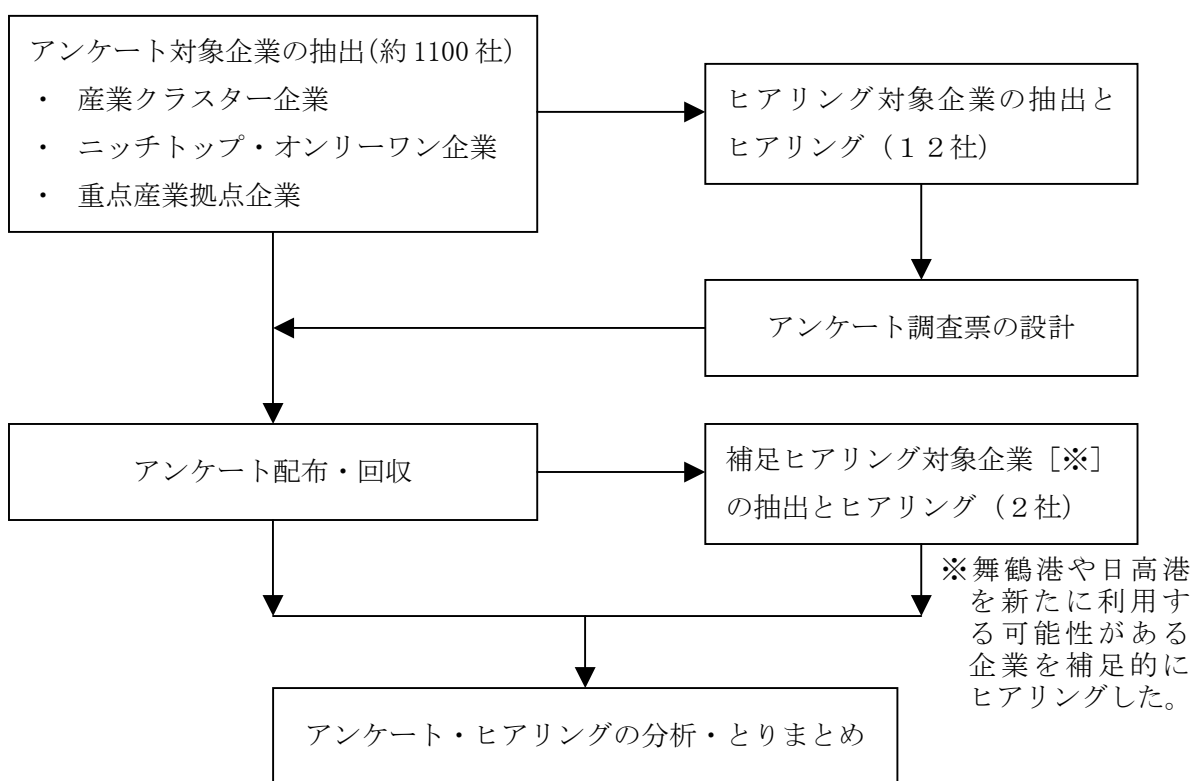 アンケート対象企業の抽出(約1100社)
・ 産業クラスター企業
・ ニッチトップ・オンリーワン企業
・ 重点産業拠点企業
ヒアリング対象企業の抽出と
ヒアリング(12社)
アンケート調査票の設計
アンケート配布・回収
補足ヒアリング対象企業[※]
の抽出とヒアリング(2社)
※舞鶴港や日高港
を新たに利用す
る可能性がある
企業を補足的に
ヒアリングした。
アンケート・ヒアリングの分析・とりまとめ